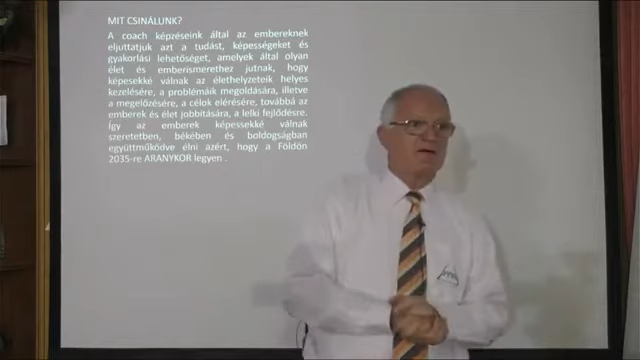 MIT CSINÁLUNK?
A coach képzéseink által az embereknek
eljuttatjuk azt a tudást, képességeket és
gyakorlási lehetőséget, amelyek által olyan
élet és emberismerethez jutnak, hogy
képesekké válnak az élethelyzeteik helyes
kezelésére, a problémáik megoldására, illetve
a megelőzésére, a célok elérésére, továbbá az
emberek és élet jobbítására, a lelki fejlődésre.
Így az emberek képessekké válnak
szeretetben, békében és boldogságban
együttműködve élni azért, hogy a Földön
2035-re ARANYKOR legyen .